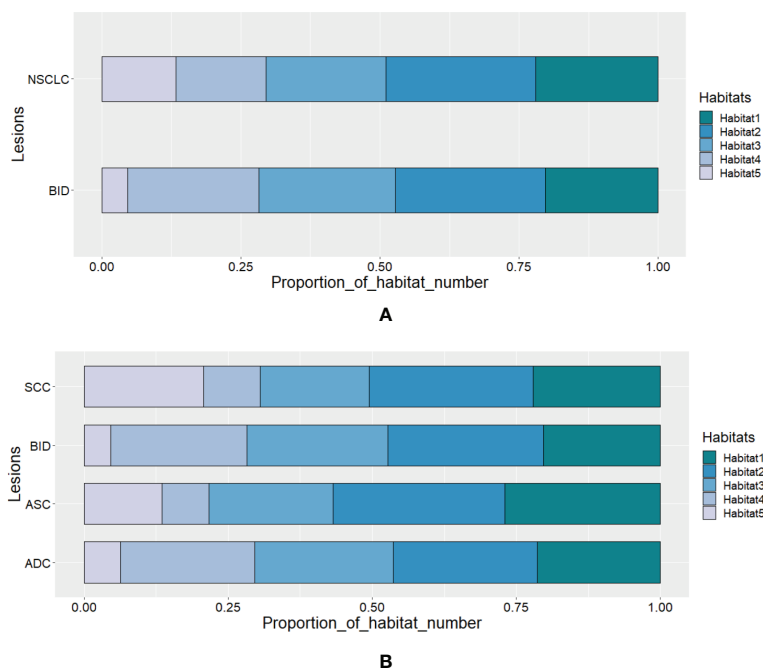 NSCLC
BID
Lesions
0.00 0.25 0.50 0.75 1.00
Proportion_of_habitat_number
Habitats
Habitat1
Habitat2
Habitat3
Habitat4
Habitat5
A
SCC
BID
ASC
ADC
Lesions
0.00 0.25 0.50 0.75 1.00
Proportion_of_habitat_number
Habitats
Habitat1
Habitat2
Habitat3
Habitat4
Habitat5
B